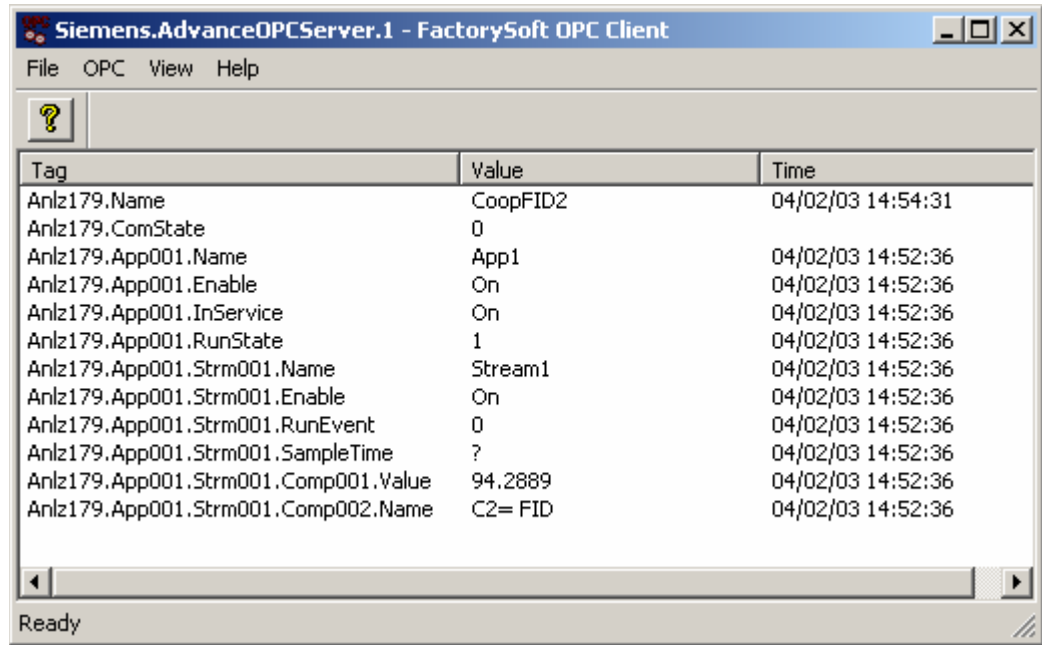 Siemens.AdvanceOPCServer.1 - FactorySoft OPC Client
File OPC View Help
?
Tag Value Time
Anlz179.Name CoopFID2 04/02/03 14:54:31
Anlz179.ComState 0
Anlz179.App001.Name App1 04/02/03 14:52:36
Anlz179.App001.Enable On 04/02/03 14:52:36
Anlz179.App001.InService On 04/02/03 14:52:36
Anlz179.App001.RunState 1 04/02/03 14:52:36
Anlz179.App001.Strm001.Name Stream1 04/02/03 14:52:36
Anlz179.App001.Strm001.Enable On 04/02/03 14:52:36
Anlz179.App001.Strm001.RunEvent 0 04/02/03 14:52:36
Anlz179.App001.Strm001.SampleTime ? 04/02/03 14:52:36
Anlz179.App001.Strm001.Comp001.Value 94.2889 04/02/03 14:52:36
Anlz179.App001.Strm001.Comp002.Name C2= FID 04/02/03 14:52:36
Ready